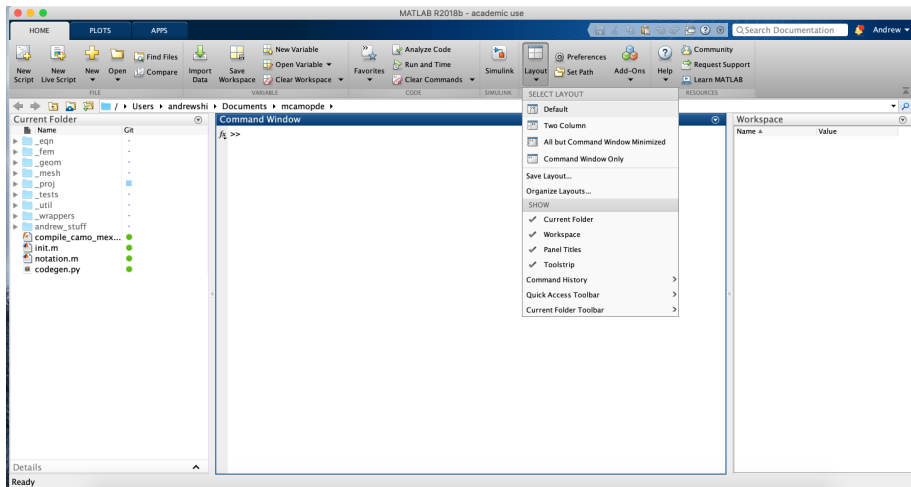 MATLAB R2018b - academic use
HOME PLOTS APPS
Search Documentation Andrew
New Script
New Live Script
New
Open
Find Files
Compare
FILE
Import Data
Save Workspace
New Variable
Open Variable
Clear Workspace
VARIABLE
Favorites
Analyze Code
Run and Time
Clear Commands
CODE
Simulink
SIMULINK
Layout
Preferences
Set Path
Add-Ons
Help
Community
Request Support
Learn MATLAB
RESOURCES
/ Users andrewshi Documents mcamopde
Current Folder
Name Git
_eqn
_fem
_geom
_mesh
_proj
_tests
_util
_wrappers
andrew_stuff
compile_camo_mex...
init.m
notation.m
codegen.py
Details
Ready
Command Window
fx >>
SELECT LAYOUT
Default
Two Column
All but Command Window Minimized
Command Window Only
Save Layout...
Organize Layouts...
SHOW
Current Folder
Workspace
Panel Titles
Toolstrip
Command History
Quick Access Toolbar
Current Folder Toolbar
Workspace
Name Value